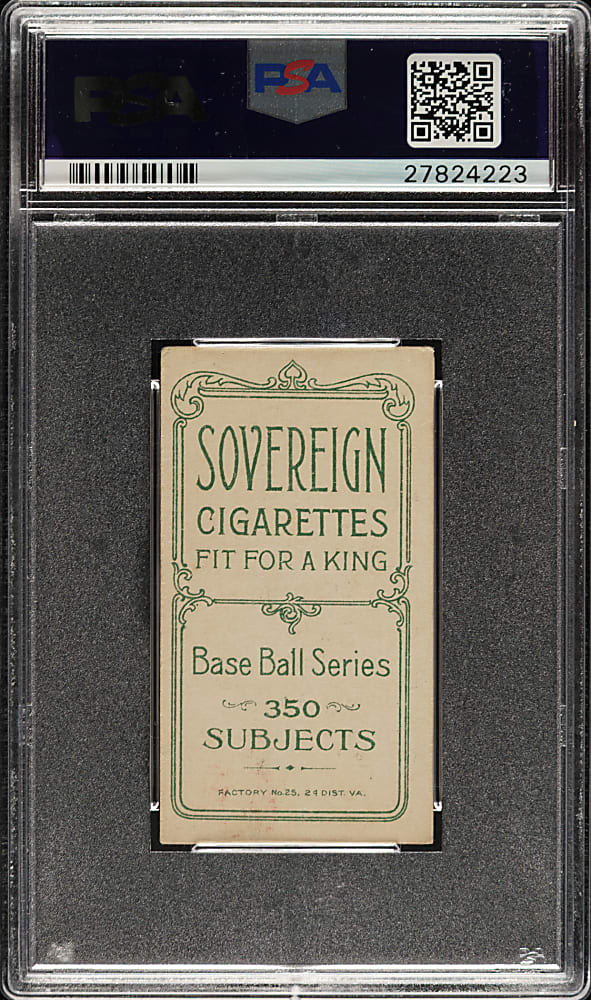 PSA
PSA
27824223
SOVEREIGN
CIGARETTES
FIT FOR A KING
Base Ball Series
350
SUBJECTS
FACTORY No. 25, 2d DIST. VA.